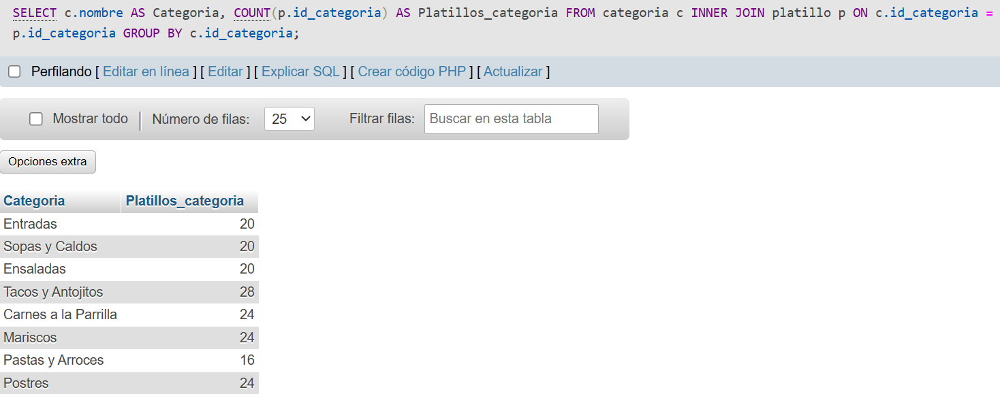 SELECT c.nombre AS Categoria, COUNT(p.id_categoria) AS Platillos_categoria FROM categoria c INNER JOIN platillo p ON c.id_categoria =
p.id_categoria GROUP BY c.id_categoria;
Perfilando [ Editar en línea ] [ Editar ] [ Explicar SQL ] [ Crear código PHP ] [ Actualizar ]
Mostrar todo | Número de filas: 25 Filtrar filas: Buscar en esta tabla
Opciones extra
Categoria Platillos_categoria
Entradas 20
Sopas y Caldos 20
Ensaladas 20
Tacos y Antojitos 28
Carnes a la Parrilla 24
Mariscos 24
Pastas y Arroces 16
Postres 24